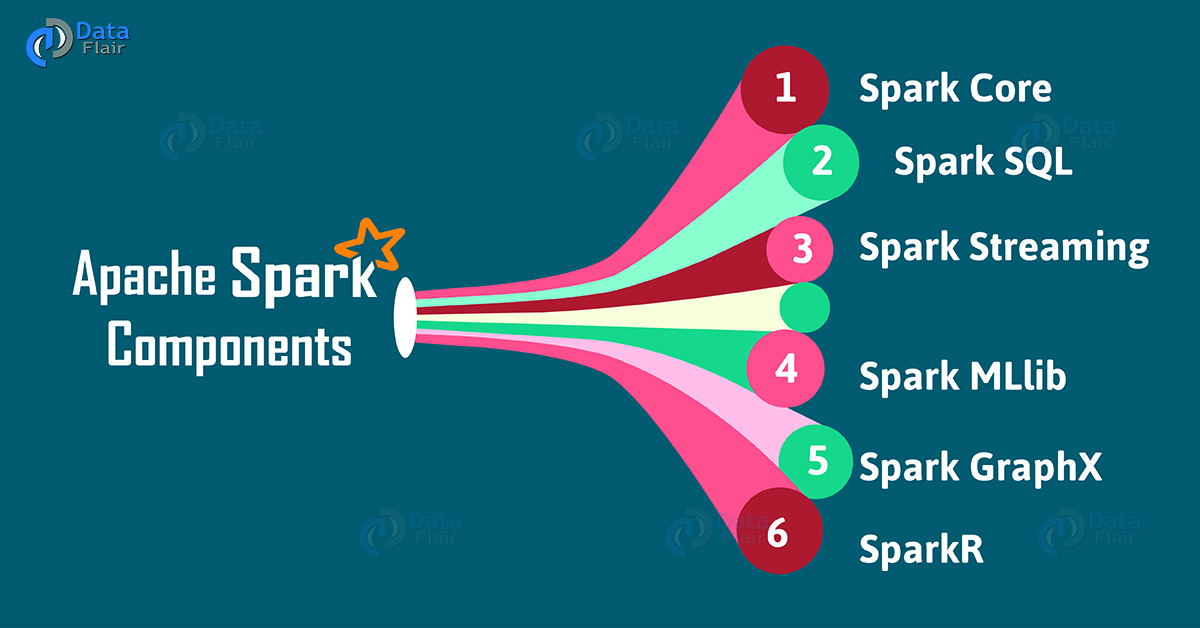 Data
Flair
Apache Spark
Components
1 Spark Core
2 Spark SQL
3 Spark Streaming
4 Spark MLlib
5 Spark GraphX
6 SparkR
Data
Flair
Data
Flair
Data
Flair
Data
Flair
Data
Flair
Data
Flair